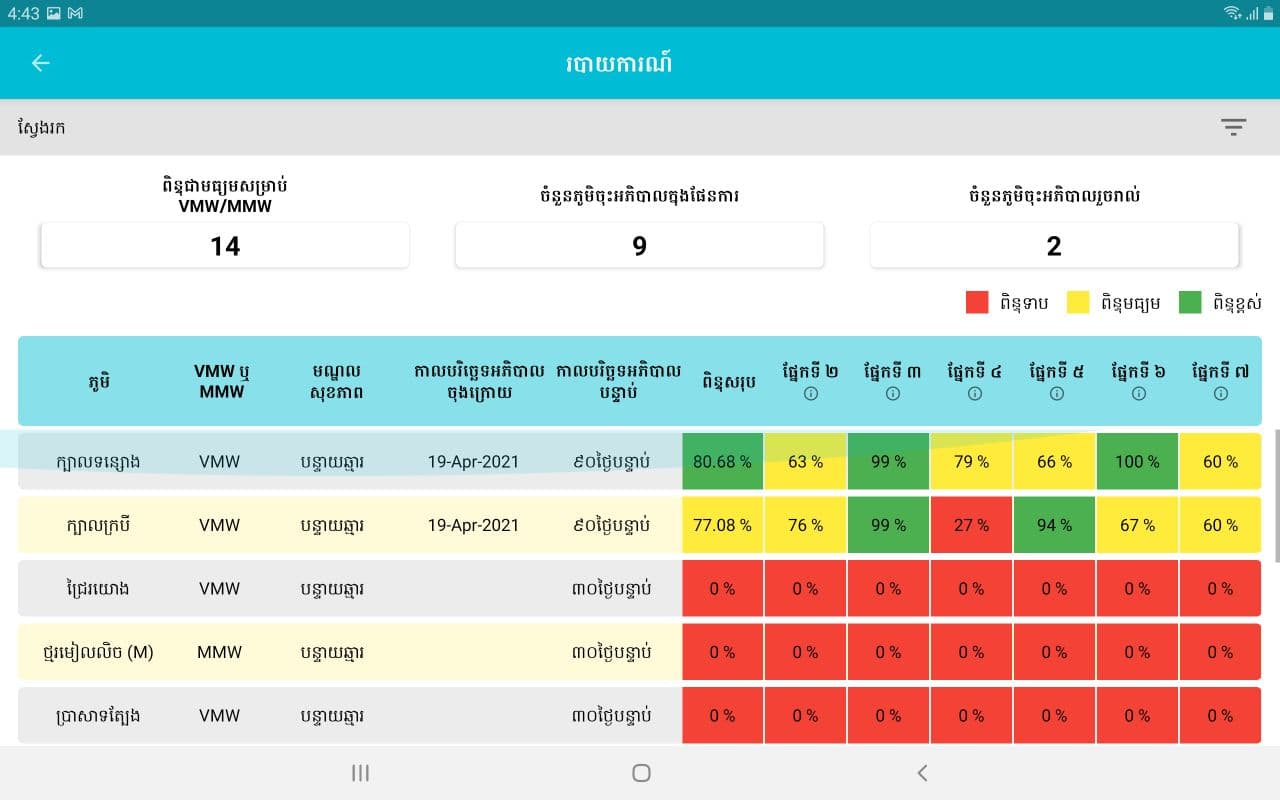 4:43
របាយការណ៍
ស្វែងរក
ពិន្ទុជាមធ្យមសម្រាប់
VMW/MMW
14
ចំនួនភូមិចុះអភិបាលក្នុងផែនការ
9
ចំនួនភូមិចុះអភិបាលរួចរាល់
2
ពិន្ទុទាប ពិន្ទុមធ្យម ពិន្ទុខ្ពស់
ភូមិ
VMW ឬ
MMW
មណ្ឌល
សុខភាព
កាលបរិច្ឆេទអភិបាល
ចុងក្រោយ
កាលបរិច្ឆទអភិបាល
បន្ទាប់
ពិន្ទុសរុប
ផ្នែកទី ២
ផ្នែកទី ៣
ផ្នែកទី ៤
ផ្នែកទី ៥
ផ្នែកទី ៦
ផ្នែកទី ៧
ក្បាលទន្សោង VMW បន្ទាយឆ្មារ 19-Apr-2021 ៩០ថ្ងៃបន្ទាប់ 80.68 % 63 % 99 % 79 % 66 % 100 % 60 %
ក្បាលក្របី VMW បន្ទាយឆ្មារ 19-Apr-2021 ៩០ថ្ងៃបន្ទាប់ 77.08 % 76 % 99 % 27 % 94 % 67 % 60 %
ជ្រៃរយោង VMW បន្ទាយឆ្មារ ៣០ថ្ងៃបន្ទាប់ 0 % 0 % 0 % 0 % 0 % 0 % 0 %
ថ្មរមៀលលិច (M) MMW បន្ទាយឆ្មារ ៣០ថ្ងៃបន្ទាប់ 0 % 0 % 0 % 0 % 0 % 0 % 0 %
ប្រាសាទត្បែង VMW បន្ទាយឆ្មារ ៣០ថ្ងៃបន្ទាប់ 0 % 0 % 0 % 0 % 0 % 0 % 0 %